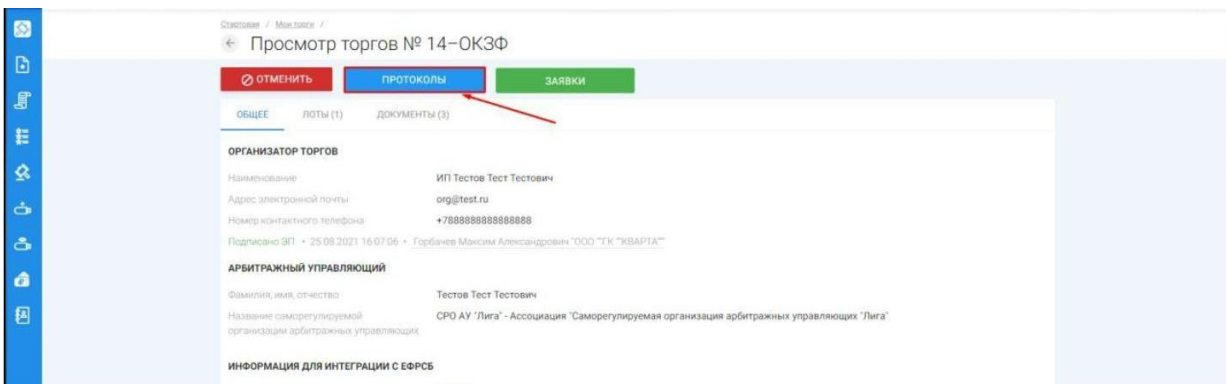 Стартовая / Мои торги /
Просмотр торгов № 14-ОКЗФ
ОТМЕНИТЬ ПРОТОКОЛЫ ЗАЯВКИ
ОБЩЕЕ ЛОТЫ (1) ДОКУМЕНТЫ (3)
ОРГАНИЗАТОР ТОРГОВ
Наименование ИП Тестов Тест Тестович
Адрес электронной почты org@test.ru
Номер контактного телефона +7888888888888888
Подписано ЭП • 25.08.2021 16:07:06 • Горбачев Максим Александрович "ООО ""ГК ""КВАРТА""
АРБИТРАЖНЫЙ УПРАВЛЯЮЩИЙ
Фамилия, имя, отчество Тестов Тест Тестович
Название саморегулируемой СРО АУ "Лига" - Ассоциация "Саморегулируемая организация арбитражных управляющих "Лига"
организации арбитражных управляющих
ИНФОРМАЦИЯ ДЛЯ ИНТЕГРАЦИИ С ЕФРСБ